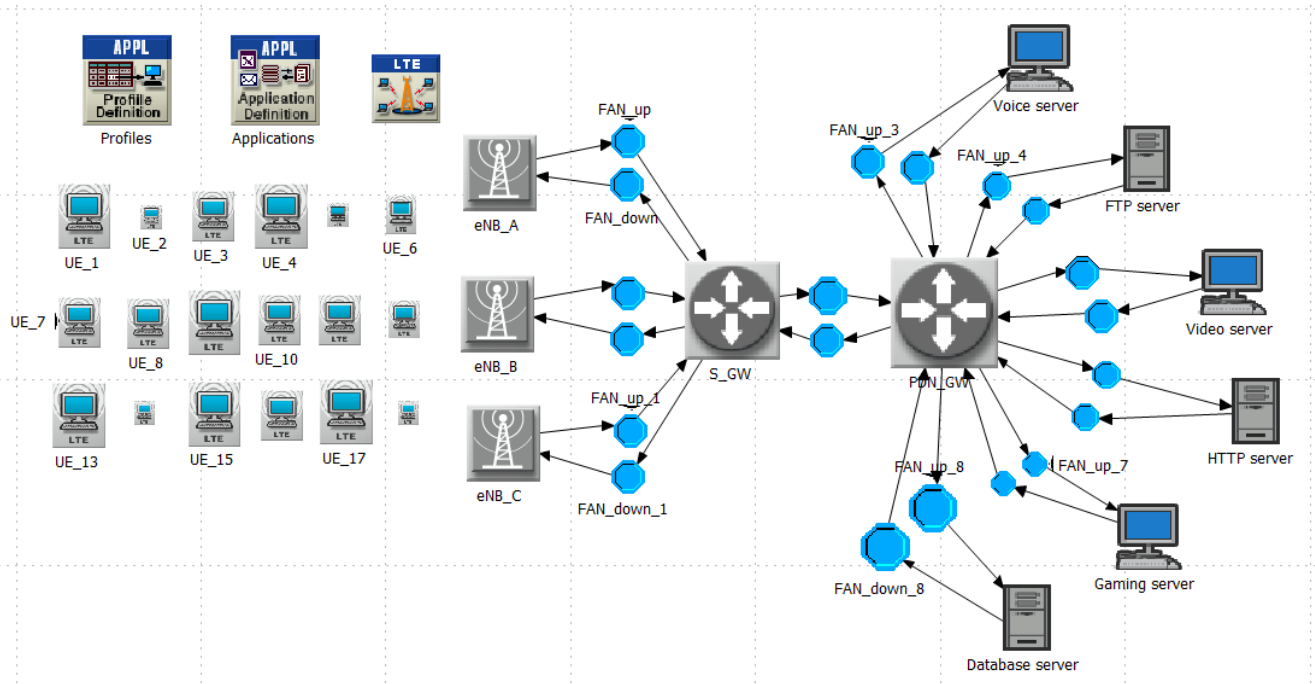 APPL
Profille
Definition
Profiles
APPL
Application
Definition
Applications
LTE
LTE
UE_1
UE_2
LTE
UE_3
LTE
UE_4
LTE
UE_6
UE_7
LTE
LTE
UE_8
LTE
LTE
UE_10
LTE
LTE
LTE
UE_13
LTE
UE_15
LTE
LTE
UE_17
eNB_A
eNB_B
eNB_C
FAN_up
FAN_down
FAN_up_1
FAN_down_1
S_GW
PDN_GW
FAN_up_3
FAN_up_4
Voice server
FTP server
Video server
HTTP server
FAN_up_7
Gaming server
FAN_up_8
FAN_down_8
Database server